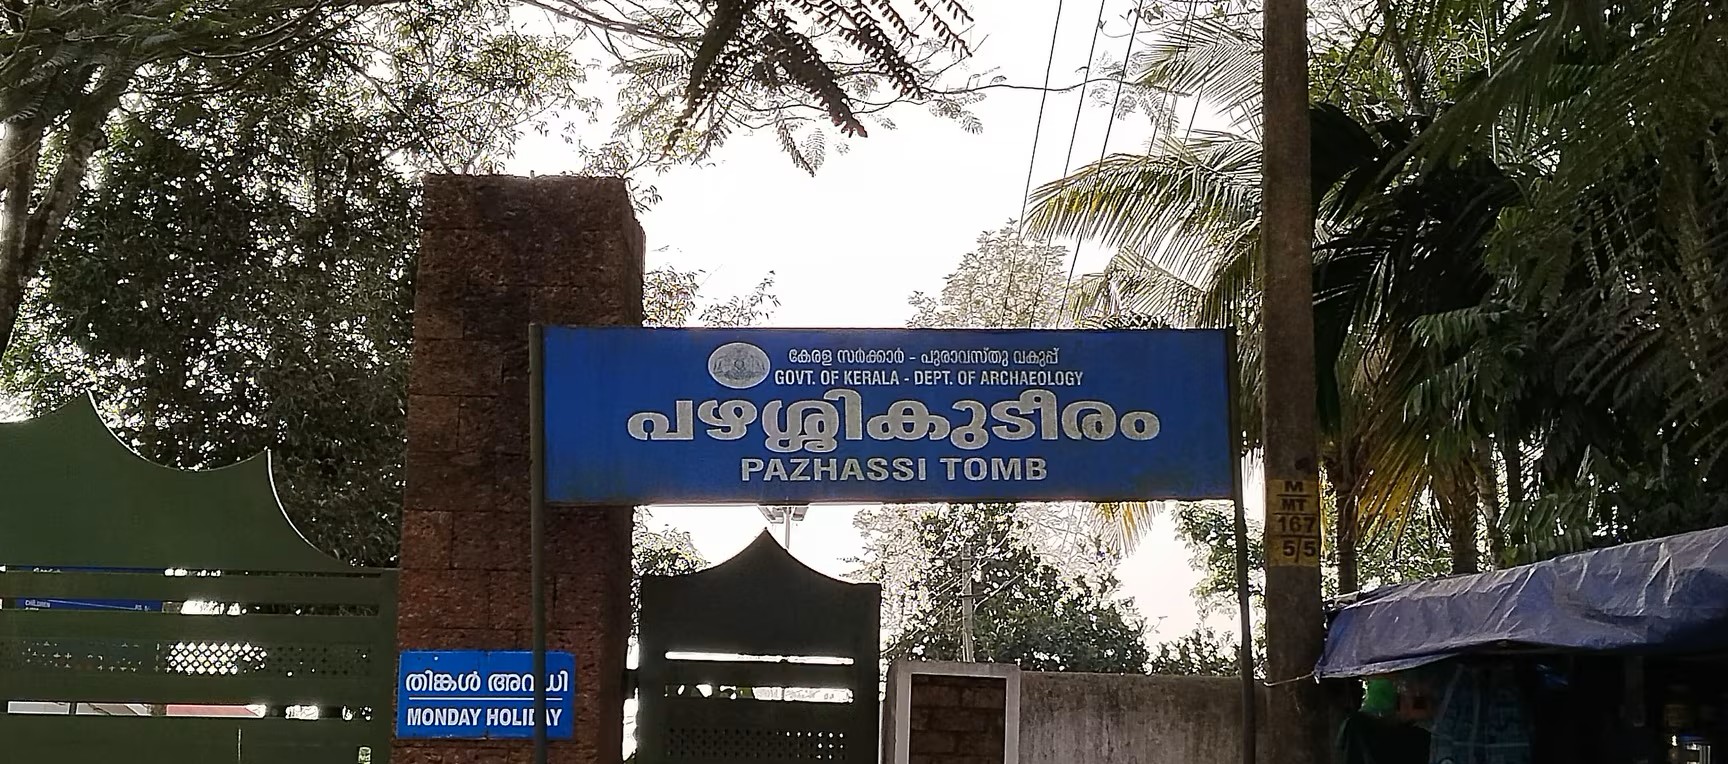 കേരള സർക്കാർ - പുരാവസ്തു വകുപ്പ്
GOVT. OF KERALA - DEPT. OF ARCHAEOLOGY
പഴശ്ശികുടീരം
PAZHASSI TOMB
M
MT
167
5/5
CHILDREN
തിങ്കൾ അവധി
MONDAY HOLIDAY